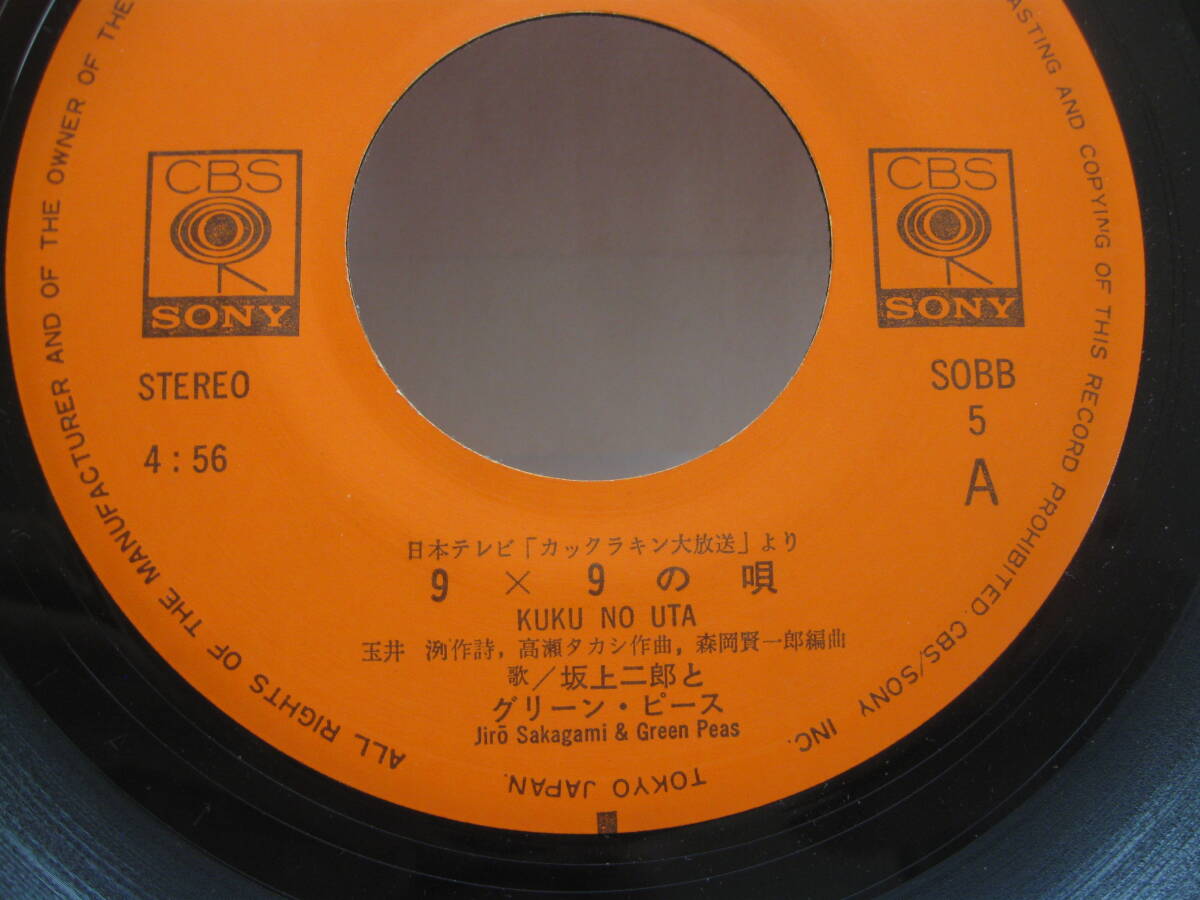 CBS
SONY
CBS
SONY
STEREO
4:56
SOBB
5
A
日本テレビ「カックラキン大放送」より
9×9の唄
KUKU NO UTA
玉井 洌作詩, 高瀬タカシ作曲, 森岡賢一郎編曲
歌/坂上二郎と
グリーン・ピース
Jirō Sakagami & Green Peas
ALL RIGHTS OF THE MANUFACTURER AND OF THE OWNER OF THE
ASTING AND COPYING OF THIS RECORD PROHIBITED. CBS/SONY INC.
TOKYO JAPAN.